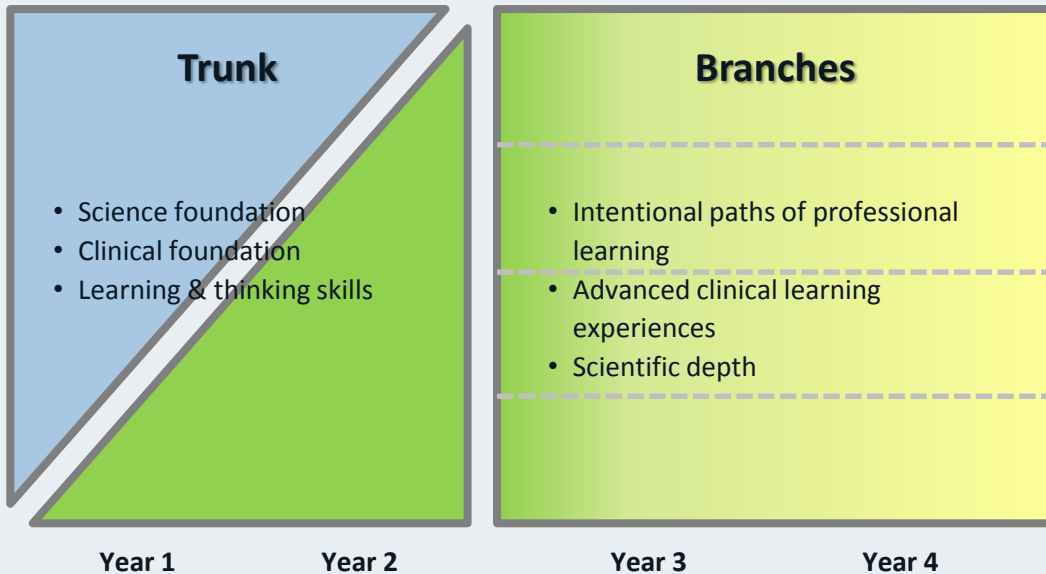 Trunk
• Science foundation
• Clinical foundation
• Learning & thinking skills
Branches
• Intentional paths of professional
learning
• Advanced clinical learning
experiences
• Scientific depth
Year 1
Year 2
Year 3
Year 4